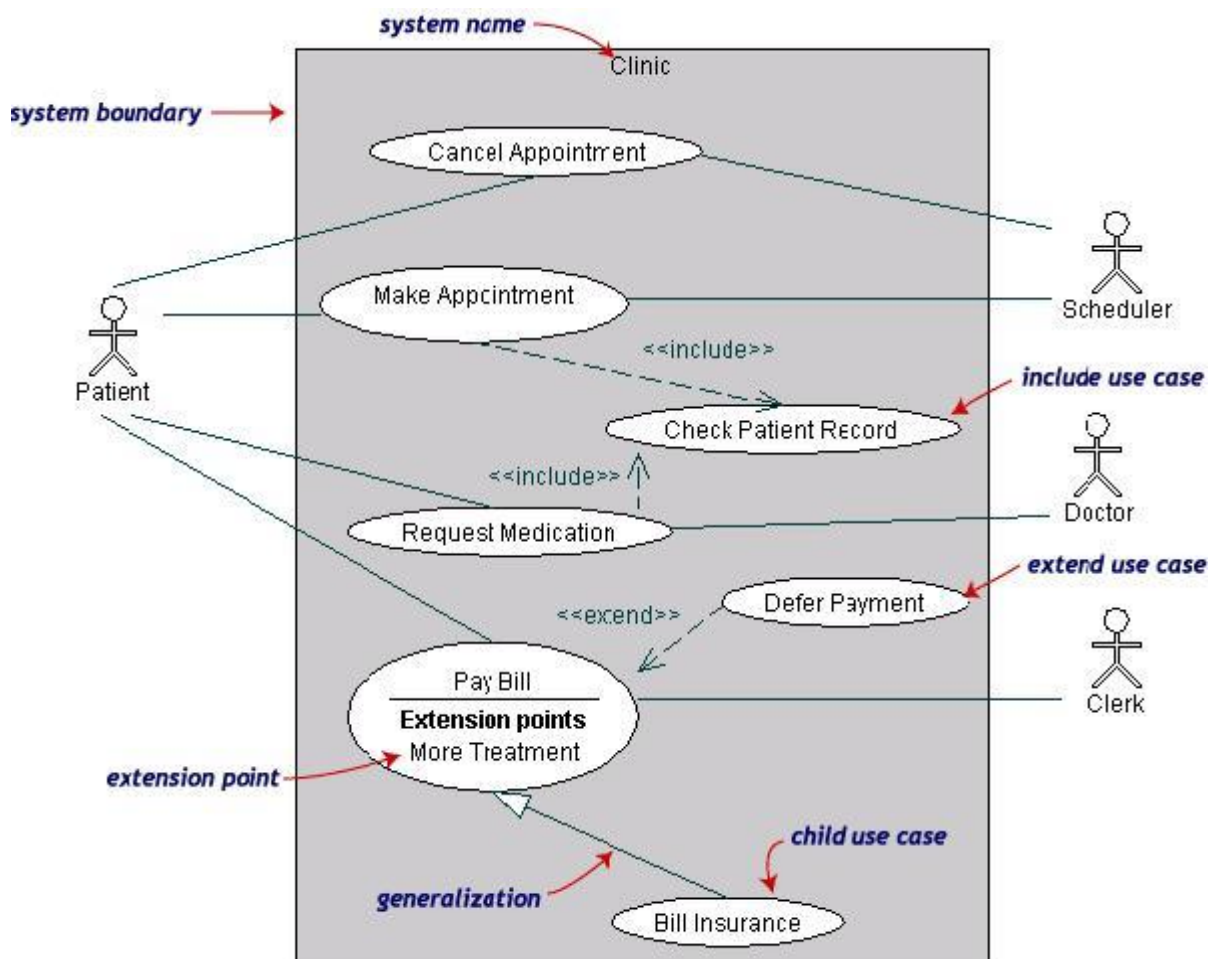 system name
Clinic
system boundary
Cancel Appointment
Make Appointment
Scheduler
<<include>>
Patient
include use case
Check Patient Record
<<include>>
Request Medication
Doctor
extend use case
Defer Payment
<<extend>>
Pay Bill
Clerk
Extension points
More Treatment
extension point
child use case
generalization
Bill Insurance